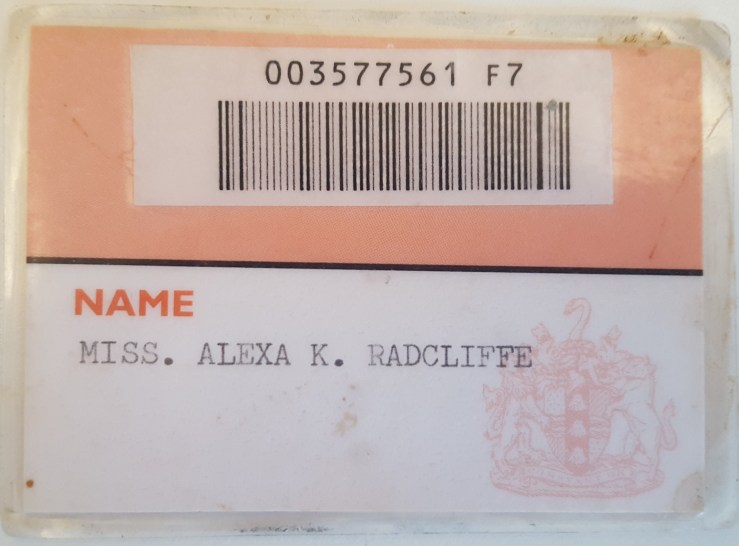 003577561 F7
NAME
MISS. ALEXA K. RADCLIFFE